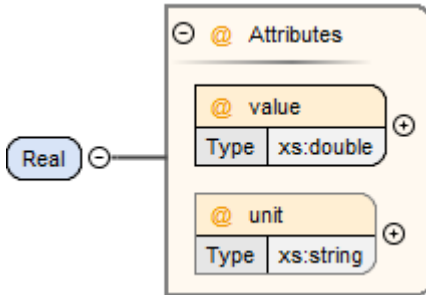 @ Attributes
@ value
Type xs:double
Real
@ unit
Type xs:string